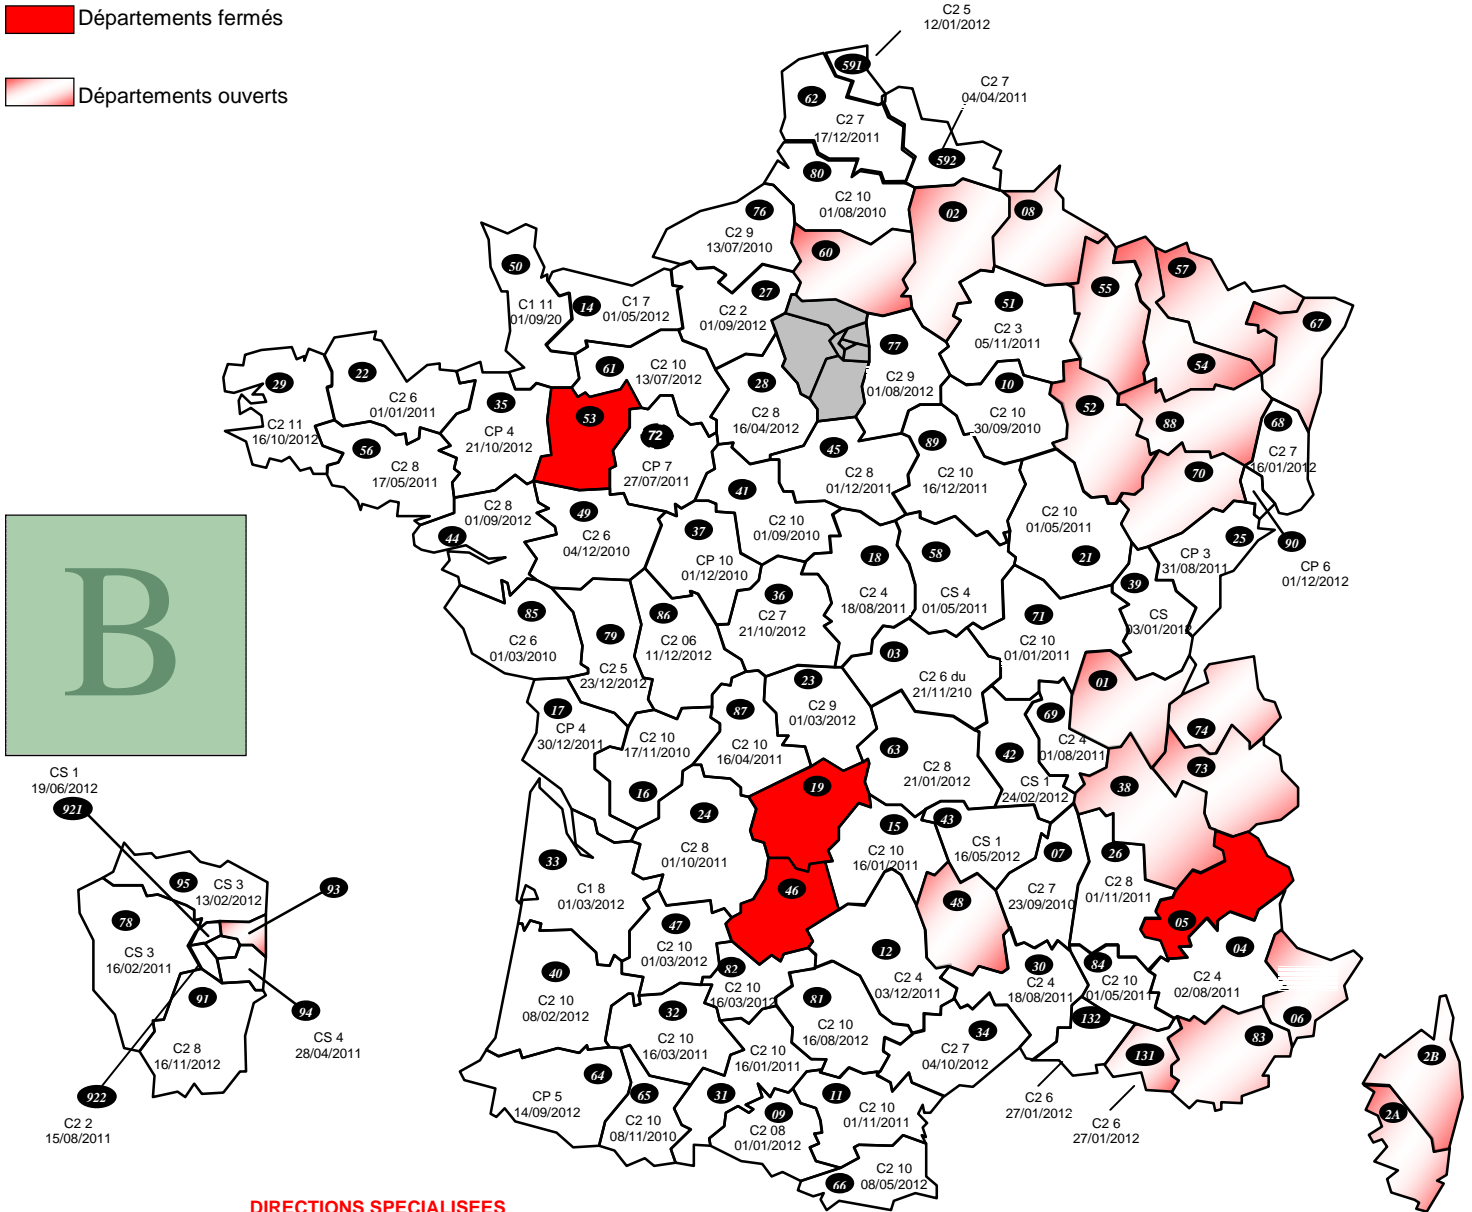 Départements fermés
Départements ouverts
C2 5
12/01/2012
591
C2 7
04/04/2011
592
62
C2 7
17/12/2011
80
C2 10
01/08/2010
76
C2 9
13/07/2010
02
08
60
50
C1 11
01/09/20
14
C1 7
01/05/2012
27
C2 2
01/09/2012
51
C2 3
05/11/2011
55
57
67
54
77
C2 9
01/08/2012
61
C2 10
13/07/2012
28
C2 8
16/04/2012
10
C2 10
30/09/2010
52
88
68
C2 7
16/01/2012
29
C2 11
16/10/2012
22
C2 6
01/01/2011
35
CP 4
21/10/2012
53
72
CP 7
27/07/2011
56
C2 8
17/05/2011
45
C2 8
01/12/2011
89
C2 10
16/12/2011
70
41
C2 10
01/09/2010
44
C2 8
01/09/2012
49
C2 6
04/12/2010
37
CP 10
01/12/2010
18
C2 4
18/08/2011
58
CS 4
01/05/2011
C2 10
01/05/2011
21
25
CP 3
31/08/2011
90
CP 6
01/12/2012
39
CS
03/01/2012
B
85
C2 6
01/03/2010
79
C2 5
23/12/2012
86
C2 06
11/12/2012
36
C2 7
21/10/2012
03
C2 6 du
21/11/210
71
C2 10
01/01/2011
01
74
73
17
CP 4
30/12/2011
C2 10
17/11/2010
16
87
C2 10
16/04/2011
23
C2 9
01/03/2012
63
C2 8
21/01/2012
42
CS 1
24/02/2012
69
C2 4
01/08/2011
38
19
24
C2 8
01/10/2011
15
C2 10
16/01/2011
43
CS 1
16/05/2012
07
C2 7
23/09/2010
26
C2 8
01/11/2011
05
33
C1 8
01/03/2012
46
48
04
C2 4
02/08/2011
47
C2 10
01/03/2012
82
C2 10
16/03/2012
12
C2 4
03/12/2011
30
C2 4
18/08/2011
84
C2 10
01/05/2011
06
40
C2 10
08/02/2012
32
C2 10
16/03/2011
81
C2 10
16/08/2012
34
C2 7
04/10/2012
132
131
83
C2 6
27/01/2012
C2 6
27/01/2012
64
CP 5
14/09/2012
65
C2 10
08/11/2010
31
C2 10
16/01/2011
09
C2 08
01/01/2012
11
C2 10
01/11/2011
66
C2 10
08/05/2012
2B
2A
CS 1
19/06/2012
921
95
CS 3
13/02/2012
93
78
CS 3
16/02/2011
91
C2 8
16/11/2012
94
CS 4
28/04/2011
922
C2 2
15/08/2011
DIRECTIONS SPECIALISEES